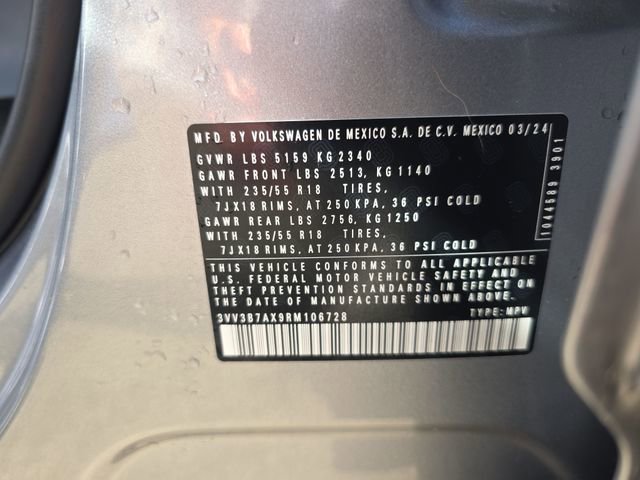 MFD. BY VOLKSWAGEN DE MEXICO S.A. DE C.V. MEXICO 03/24
GVWR LBS 5159 KG 2340
GAWR FRONT LBS 2513, KG 1140
WITH 235/55 R18 TIRES,
7JX18 RIMS, AT 250 KPA, 36 PSI COLD
GAWR REAR LBS 2756, KG 1250
WITH 235/55 R18 TIRES,
7JX18 RIMS, AT 250 KPA, 36 PSI COLD
THIS VEHICLE CONFORMS TO ALL APPLICABLE
U.S. FEDERAL MOTOR VEHICLE SAFETY AND
THEFT PREVENTION STANDARDS IN EFFECT ON
THE DATE OF MANUFACTURE SHOWN ABOVE.
3VV3B7AX9RM106728 TYPE: MPV
1044589 3901